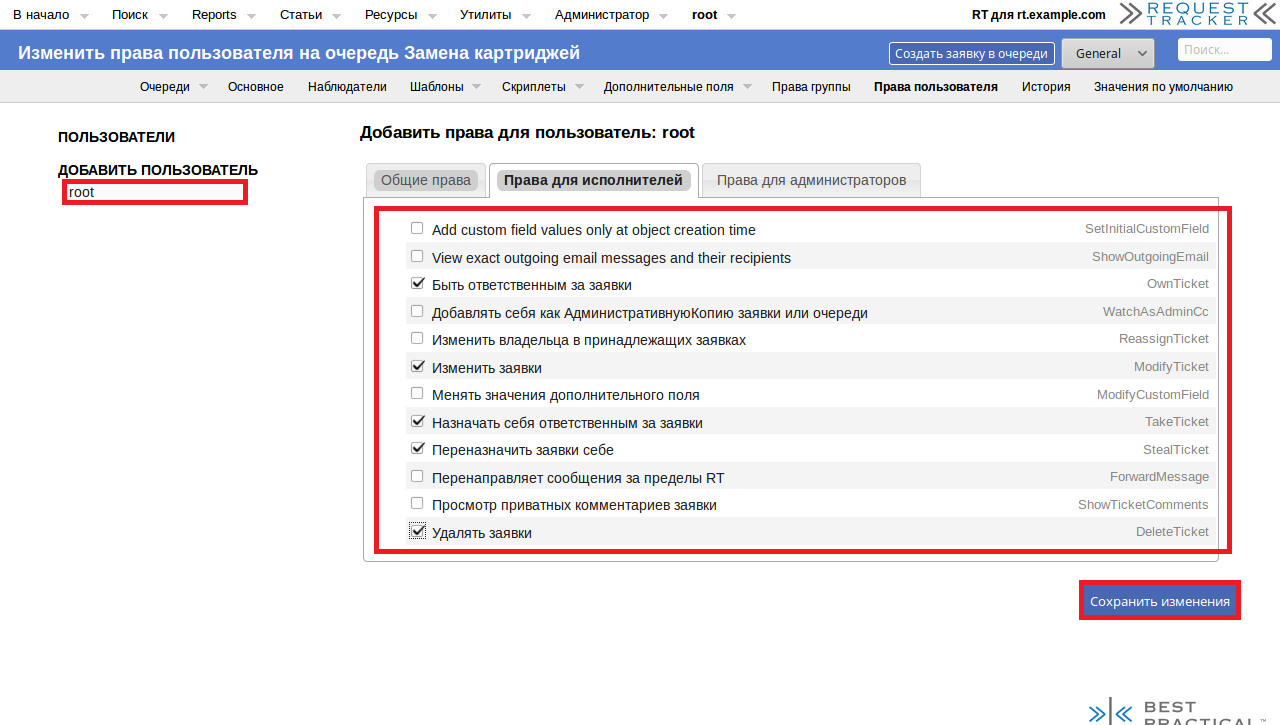 В начало Поиск Reports Статьи Ресурсы Утилиты Администратор root RT для rt.example.com REQUEST TRACKER
Изменить права пользователя на очередь Замена картриджей Создать заявку в очереди General Поиск...
Очереди Основное Наблюдатели Шаблоны Скриплеты Дополнительные поля Права группы Права пользователя История Значения по умолчанию
ПОЛЬЗОВАТЕЛИ
ДОБАВИТЬ ПОЛЬЗОВАТЕЛЬ
root
Добавить права для пользователь: root
Общие права Права для исполнителей Права для администраторов
Add custom field values only at object creation time SetInitialCustomField
View exact outgoing email messages and their recipients ShowOutgoingEmail
Быть ответственным за заявки OwnTicket
Добавлять себя как АдминистративнуюКопию заявки или очереди WatchAsAdminCc
Изменить владельца в принадлежащих заявках ReassignTicket
Изменить заявки ModifyTicket
Менять значения дополнительного поля ModifyCustomField
Назначать себя ответственным за заявки TakeTicket
Переназначить заявки себе StealTicket
Перенаправляет сообщения за пределы RT ForwardMessage
Просмотр приватных комментариев заявки ShowTicketComments
Удалять заявки DeleteTicket
Сохранить изменения
BEST
PRACTICAL™